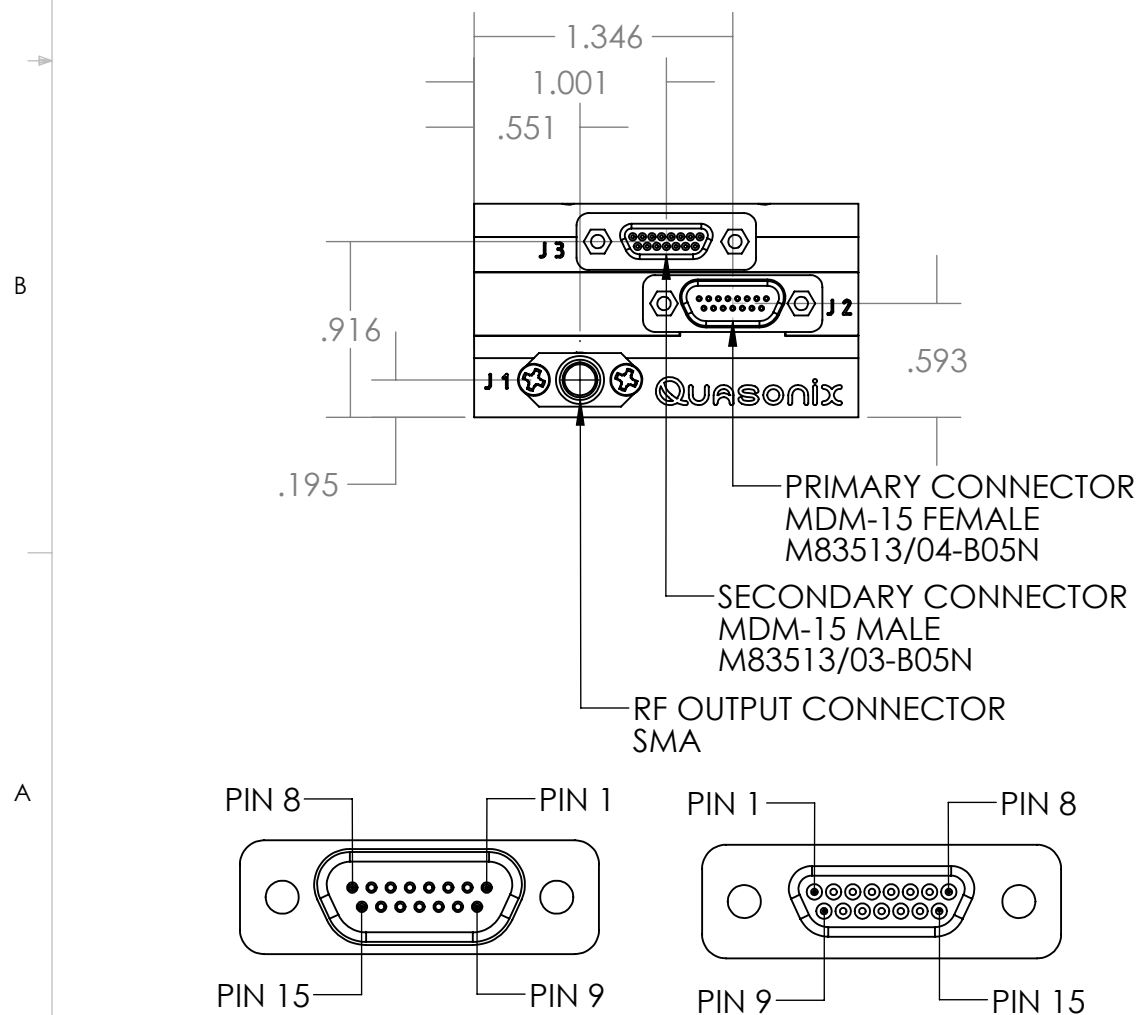 1.346
1.001
.551
J3
B
J2
.916
.593
J1
Quasonix
.195
PRIMARY CONNECTOR
MDM-15 FEMALE
M83513/04-B05N
SECONDARY CONNECTOR
MDM-15 MALE
M83513/03-B05N
RF OUTPUT CONNECTOR
SMA
A
PIN 8
PIN 1
PIN 1
PIN 8
PIN 15
PIN 9
PIN 9
PIN 15